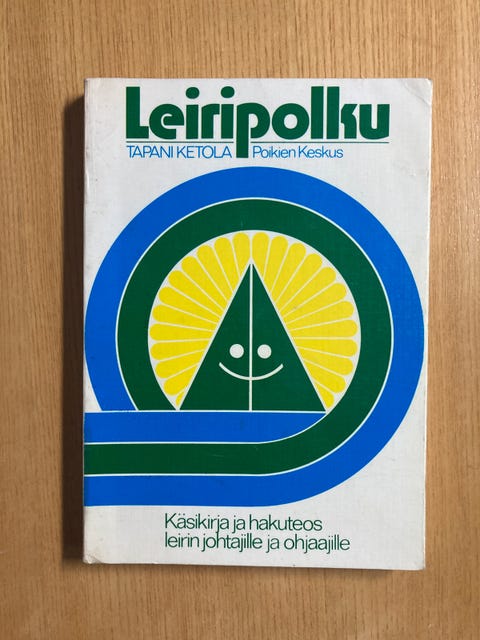 Leiripolku
TAPANI KETOLA Poikien Keskus
Käsikirja ja hakuteos
leirin johtajille ja ohjaajille